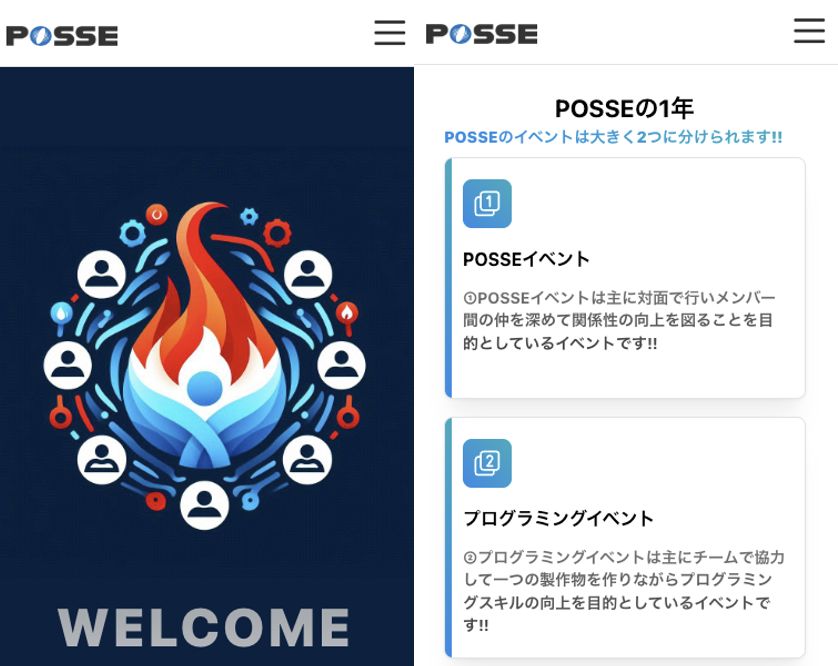 POSSE
WELCOME
POSSE
POSSEの1年
POSSEのイベントは大きく2つに分けられます!!
1
POSSEイベント
①POSSEイベントは主に対面で行いメンバー
間の仲を深めて関係性の向上を図ることを目
的としているイベントです!!
2
プログラミングイベント
②プログラミングイベントは主にチームで協力
して一つの製作物を作りながらプログラミン
グスキルの向上を目的としているイベントで
す!!